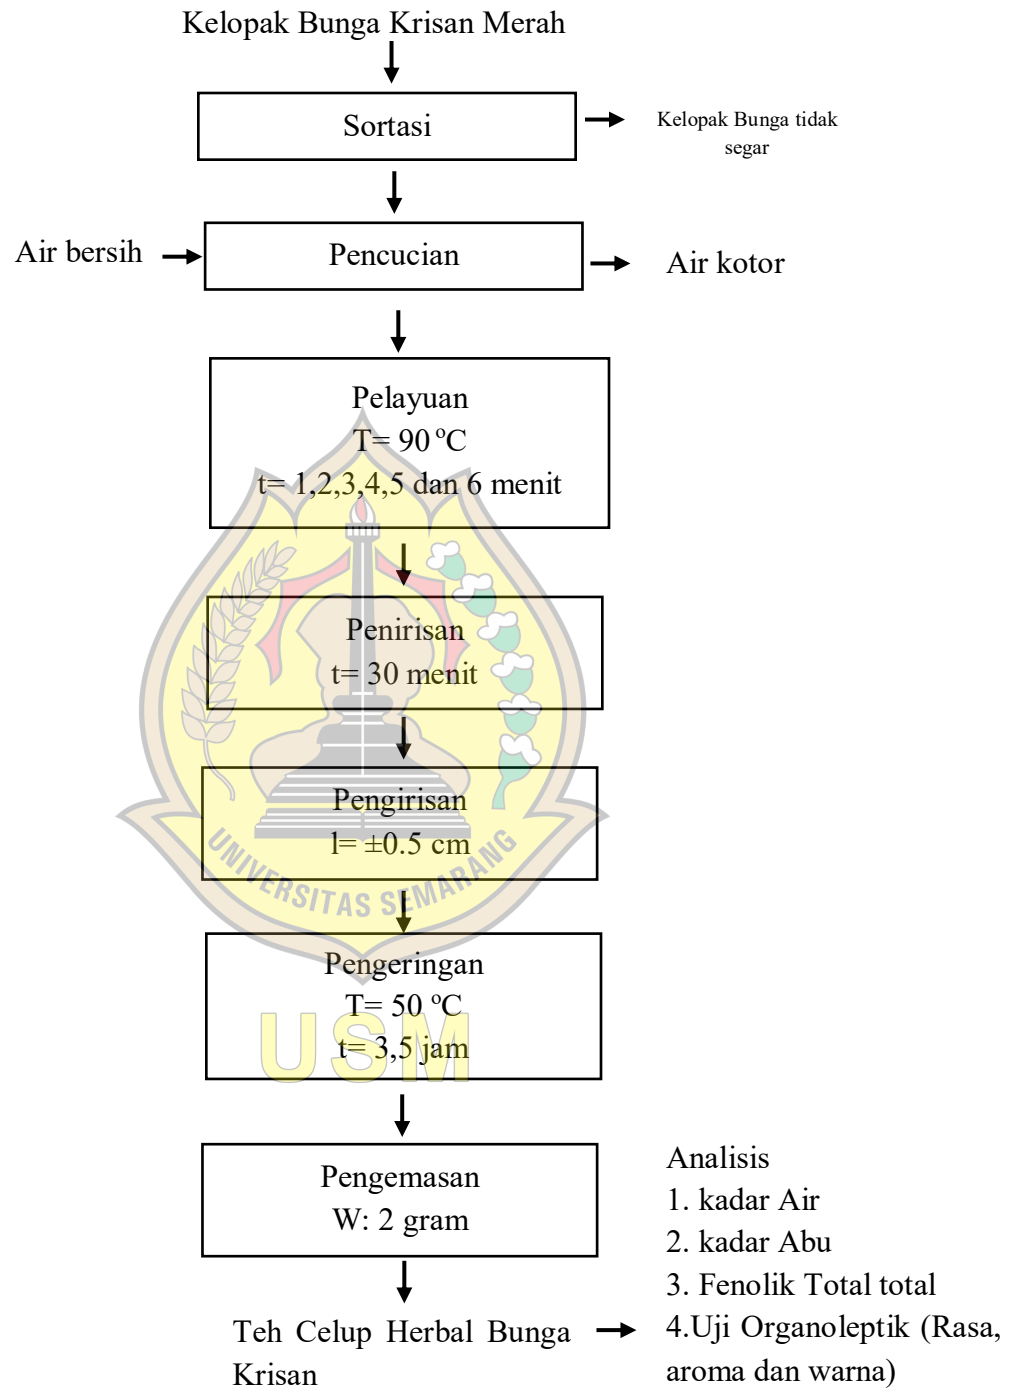 Kelopak Bunga Krisan Merah
Sortasi
Kelopak Bunga tidak
segar
Air bersih
Pencucian
Air kotor
Pelayuan
T= 90 ºC
t= 1,2,3,4,5 dan 6 menit
Penirisan
t= 30 menit
Pengirisan
l= ±0.5 cm
UNIVERSITAS SEMARANG
Pengeringan
T= 50 ºC
t= 3,5 jam
USM
Pengemasan
W: 2 gram
Teh Celup Herbal Bunga
Krisan
Analisis
1. kadar Air
2. kadar Abu
3. Fenolik Total total
4.Uji Organoleptik (Rasa,
aroma dan warna)